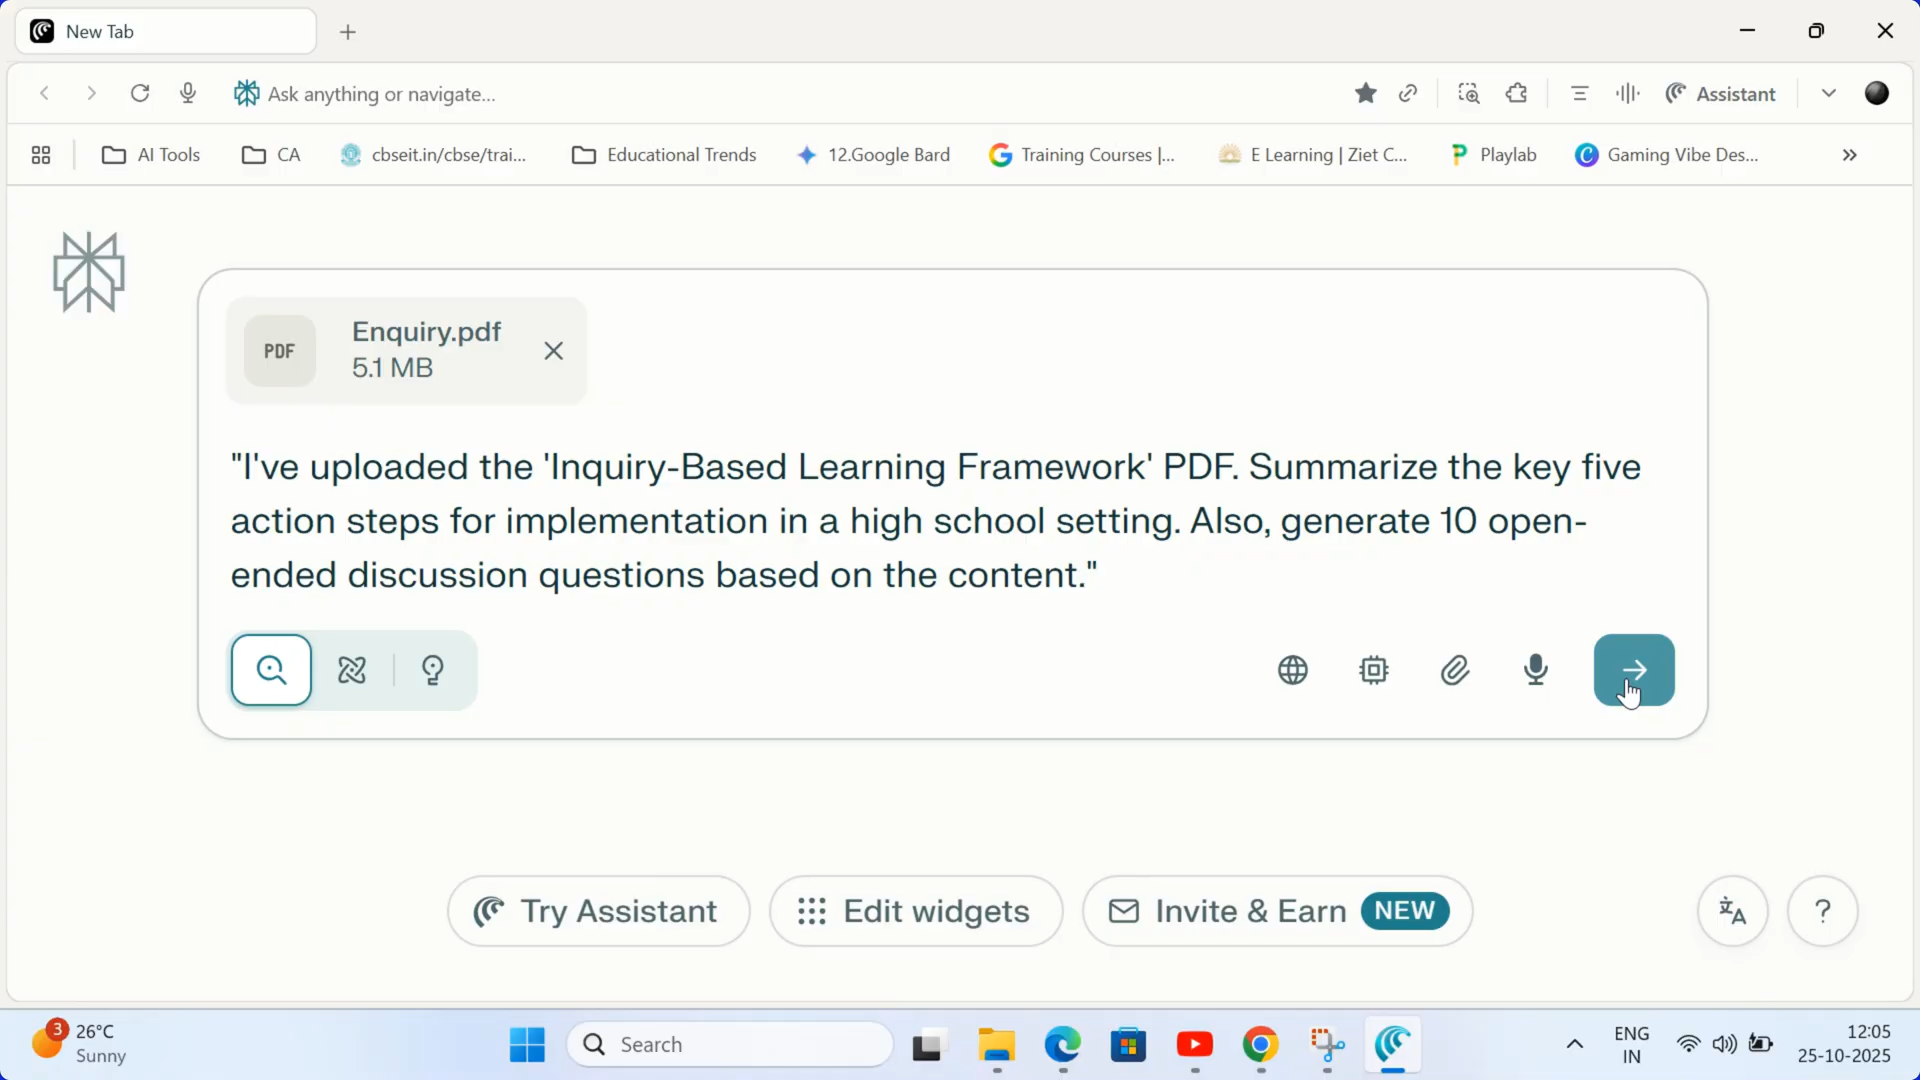 New Tab
Ask anything or navigate...
Assistant
AI Tools
CA
cbseit.in/cbse/trai...
Educational Trends
12.Google Bard
Training Courses |...
E Learning | Ziet C...
Playlab
Gaming Vibe Des...
PDF
Enquiry.pdf
5.1 MB
"I've uploaded the 'Inquiry-Based Learning Framework' PDF. Summarize the key five
action steps for implementation in a high school setting. Also, generate 10 open-
ended discussion questions based on the content."
Try Assistant
Edit widgets
Invite & Earn NEW
?
3
26°C
Sunny
Search
ENG
IN
12:05
25-10-2025